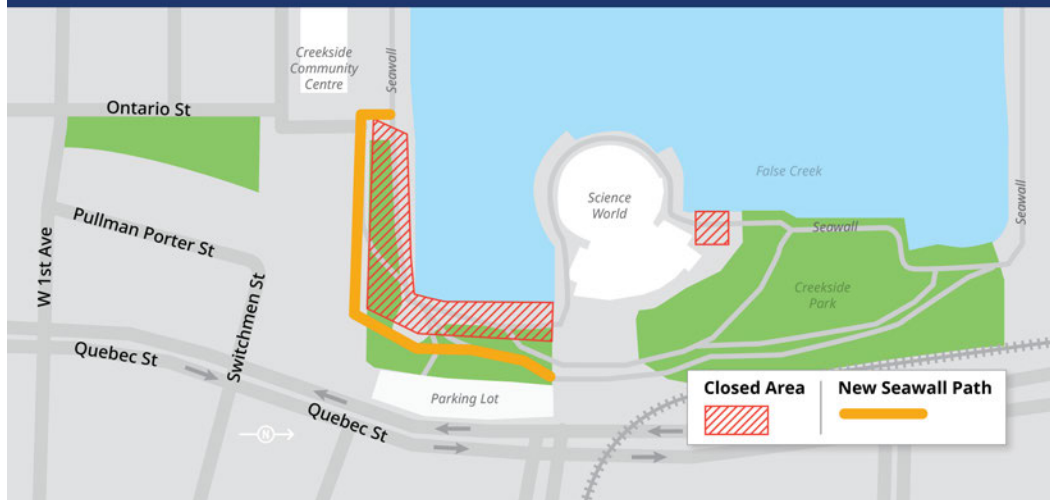 Creekside
Community
Centre
Seawall
Ontario St
False Creek
Science
World
Seawall
Seawall
Pullman Porter St
W 1st Ave
Switchmen St
Creekside
Park
Quebec St
Parking Lot
Quebec St
N
Closed Area
New Seawall Path